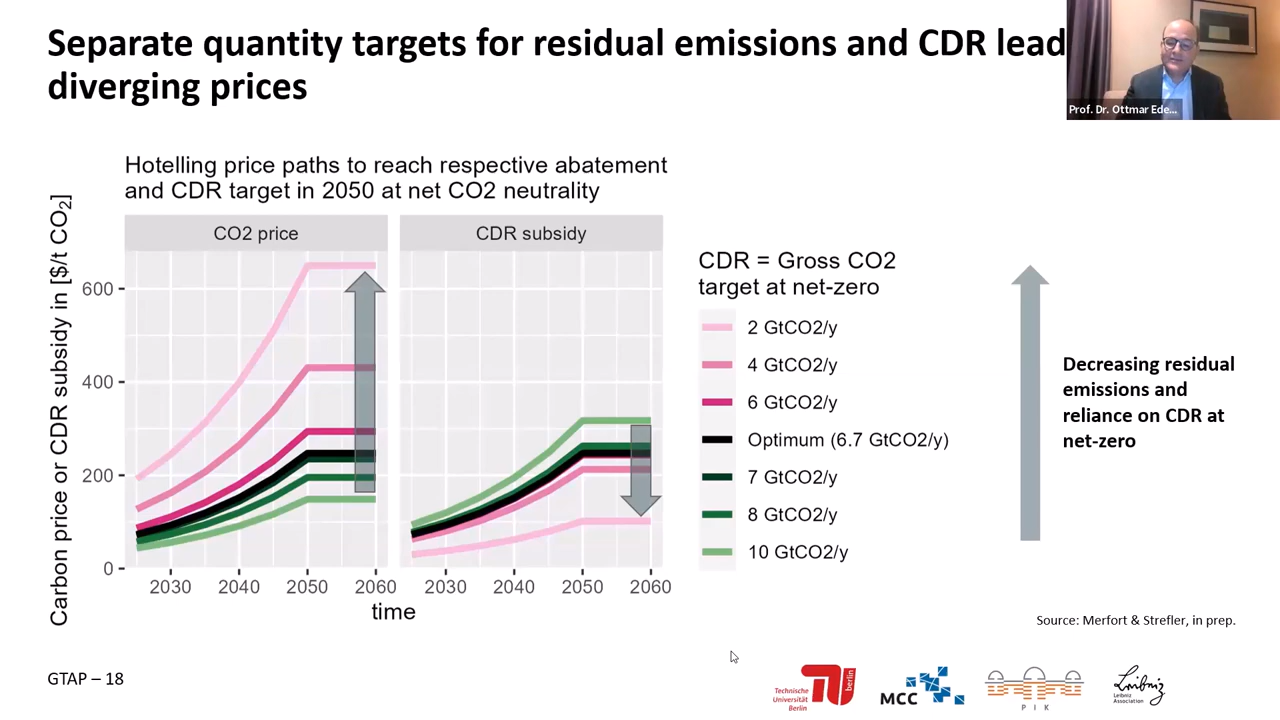 Separate quantity targets for residual emissions and CDR lead
diverging prices
Prof. Dr. Ottmar Ede...
Hotelling price paths to reach respective abatement
and CDR target in 2050 at net CO2 neutrality
Carbon price or CDR subsidy in [$/t CO₂]
CO2 price
CDR subsidy
600
400
200
0
2030
2040
2050
2060
2030
2040
2050
2060
time
CDR = Gross CO2
target at net-zero
2 GtCO2/y
4 GtCO2/y
6 GtCO2/y
Optimum (6.7 GtCO2/y)
7 GtCO2/y
8 GtCO2/y
10 GtCO2/y
Decreasing residual
emissions and
reliance on CDR at
net-zero
Source: Merfort & Strefler, in prep.
GTAP – 18
Technische
Universität
Berlin
berlin
MCC
P I K
Leibniz
Leibniz
Association